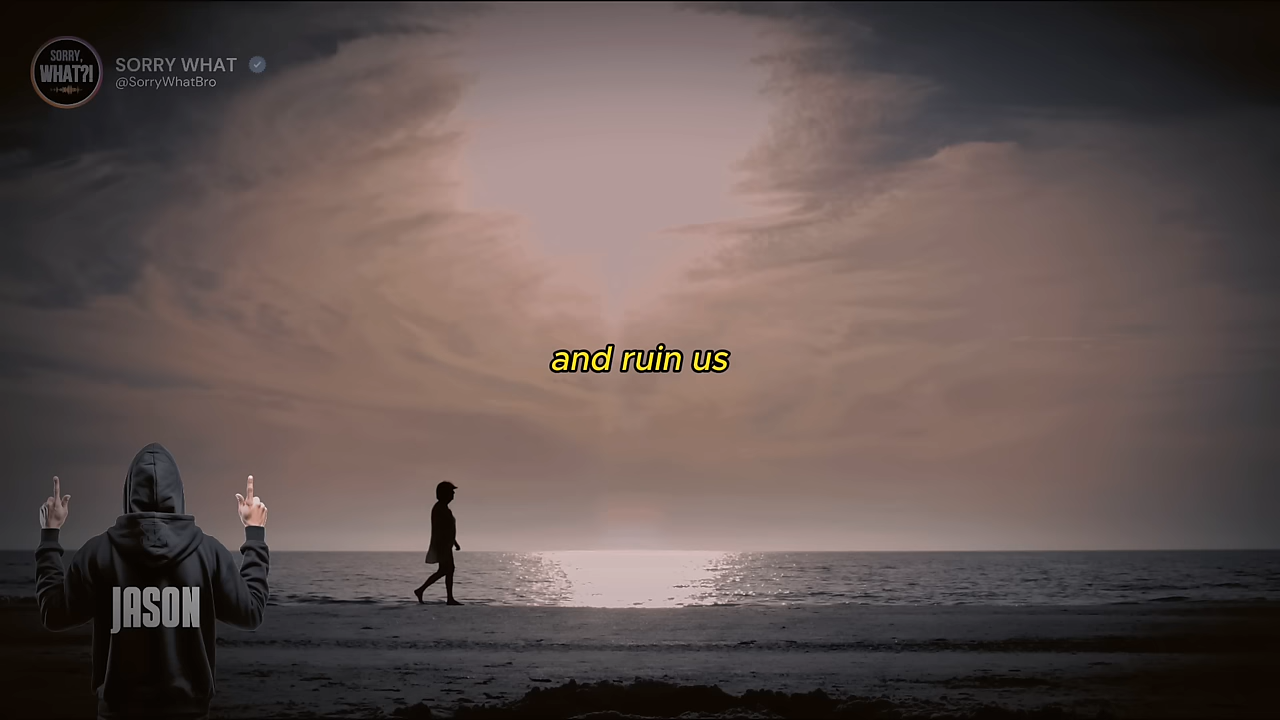 SORRY,
WHAT?!
SORRY WHAT
@SorryWhatBro
and ruin us
JASON